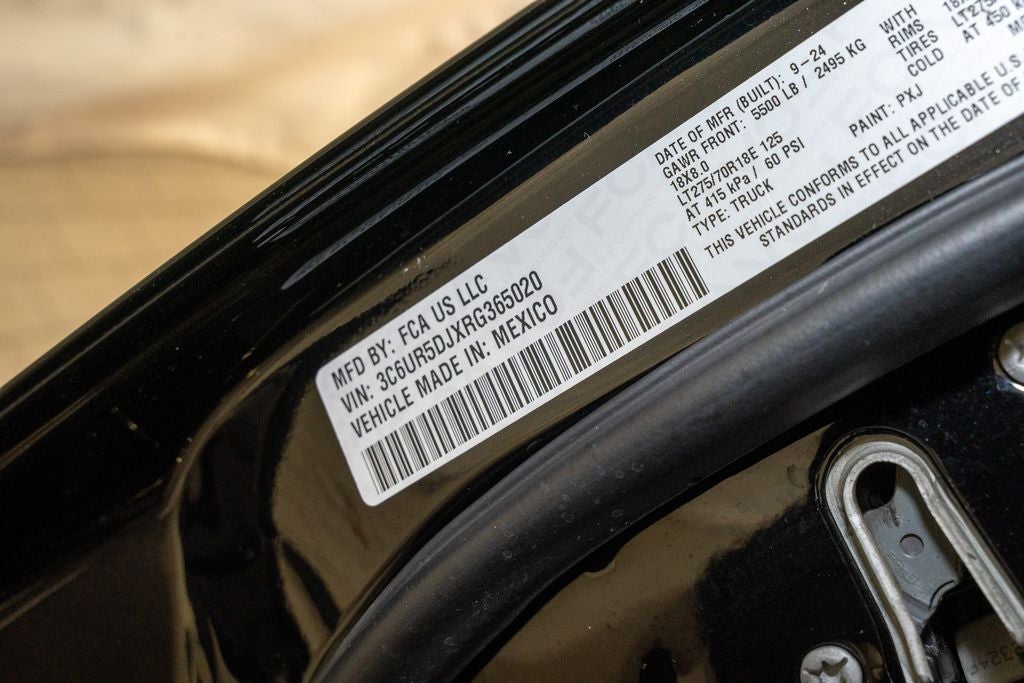 MFD BY: FCA US LLC
VIN: 3C6UR5DJXRG365020
VEHICLE MADE IN: MEXICO
DATE OF MFR (BUILT): 9-24
GAWR FRONT: 5500 LB / 2495 KG WITH
18X8.0 RIMS
LT275/70R18E 125 TIRES
AT 415 kPa / 60 PSI COLD
TYPE: TRUCK PAINT: PXJ
THIS VEHICLE CONFORMS TO ALL APPLICABLE U.S.
STANDARDS IN EFFECT ON THE DATE OF
AT 450